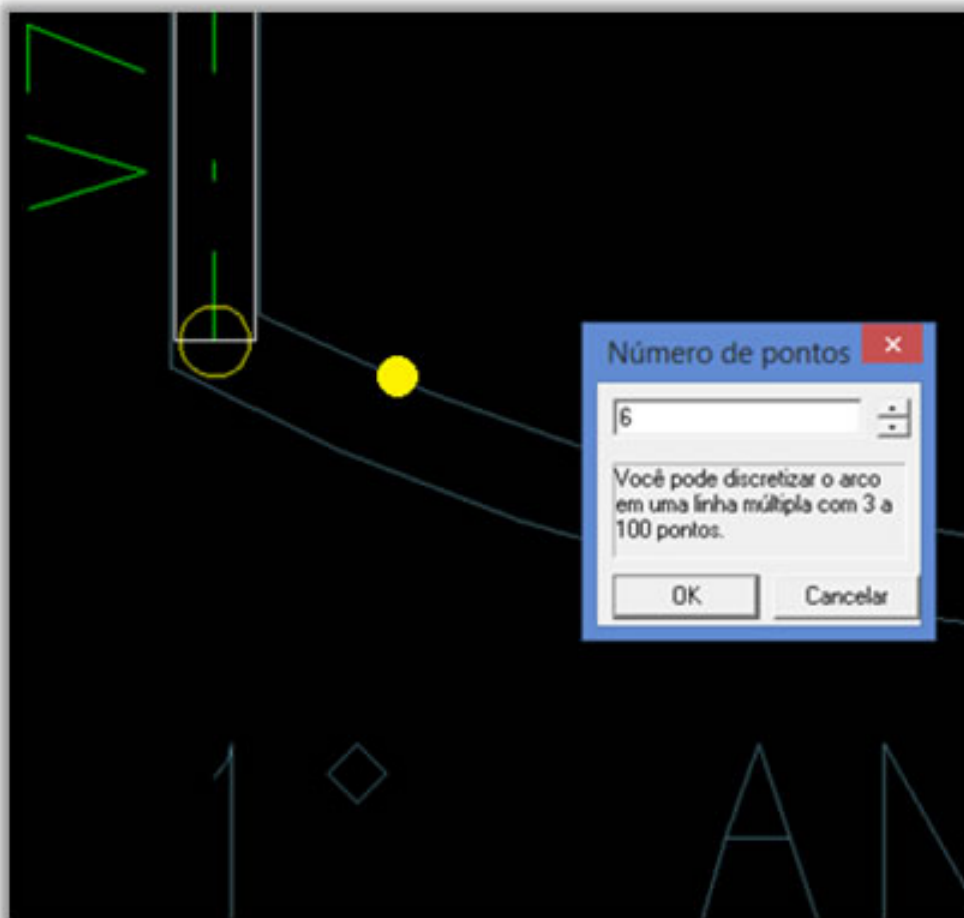 Número de pontos
6
Você pode discretizar o arco
em uma linha múltipla com 3 a
100 pontos.
OK
Cancelar
1° AN